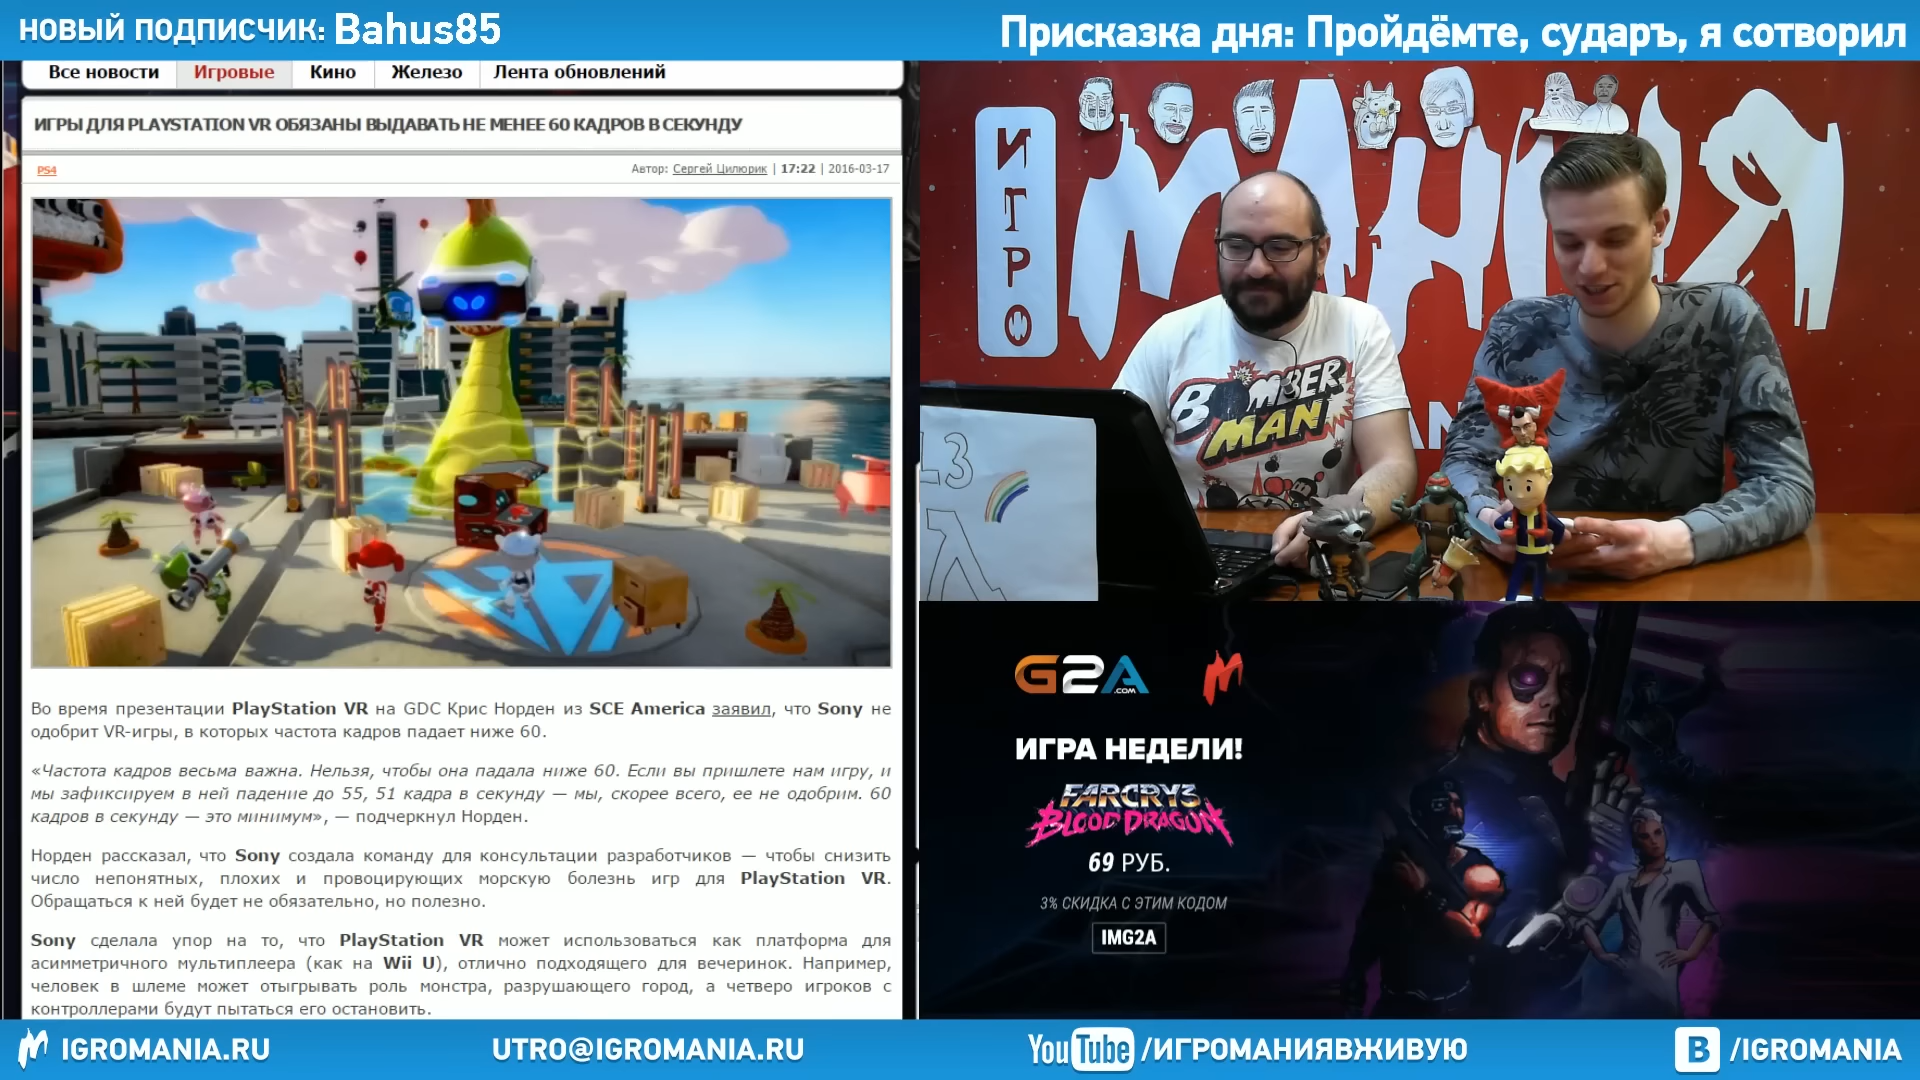 НОВЫЙ ПОДПИСЧИК: Bahus85
Присказка дня: Пройдёмте, сударъ, я сотворил
Все новости Игровые Кино Железо Лента обновлений
ИГРЫ ДЛЯ PLAYSTATION VR ОБЯЗАНЫ ВЫДАВАТЬ НЕ МЕНЕЕ 60 КАДРОВ В СЕКУНДУ
PS4
Автор: Сергей Цилюрик | 17:22 | 2016-03-17
Во время презентации PlayStation VR на GDC Крис Норден из SCE America заявил, что Sony не
одобрит VR-игры, в которых частота кадров падает ниже 60.
«Частота кадров весьма важна. Нельзя, чтобы она падала ниже 60. Если вы пришлете нам игру, и
мы зафиксируем в ней падение до 55, 51 кадра в секунду — мы, скорее всего, ее не одобрим. 60
кадров в секунду — это минимум», — подчеркнул Норден.
Норден рассказал, что Sony создала команду для консультации разработчиков — чтобы снизить
число непонятных, плохих и провоцирующих морскую болезнь игр для PlayStation VR.
Обращаться к ней будет не обязательно, но полезно.
Sony сделала упор на то, что PlayStation VR может использоваться как платформа для
асимметричного мультиплеера (как на Wii U), отлично подходящего для вечеринок. Например,
человек в шлеме может отыгрывать роль монстра, разрушающего город, а четверо игроков с
контроллерами будут пытаться его остановить.
ИГРО
МАНИЯ
BOMBER
MAN
L3
λ
G2A
.COM
ИГРА НЕДЕЛИ!
FARCRY3
BLOOD DRAGON
69 РУБ.
3% СКИДКА С ЭТИМ КОДОМ
IMG2A
IGROMANIA.RU
UTRO@IGROMANIA.RU
YouTube /ИГРОМАНИЯВЖИВУЮ
B /IGROMANIA